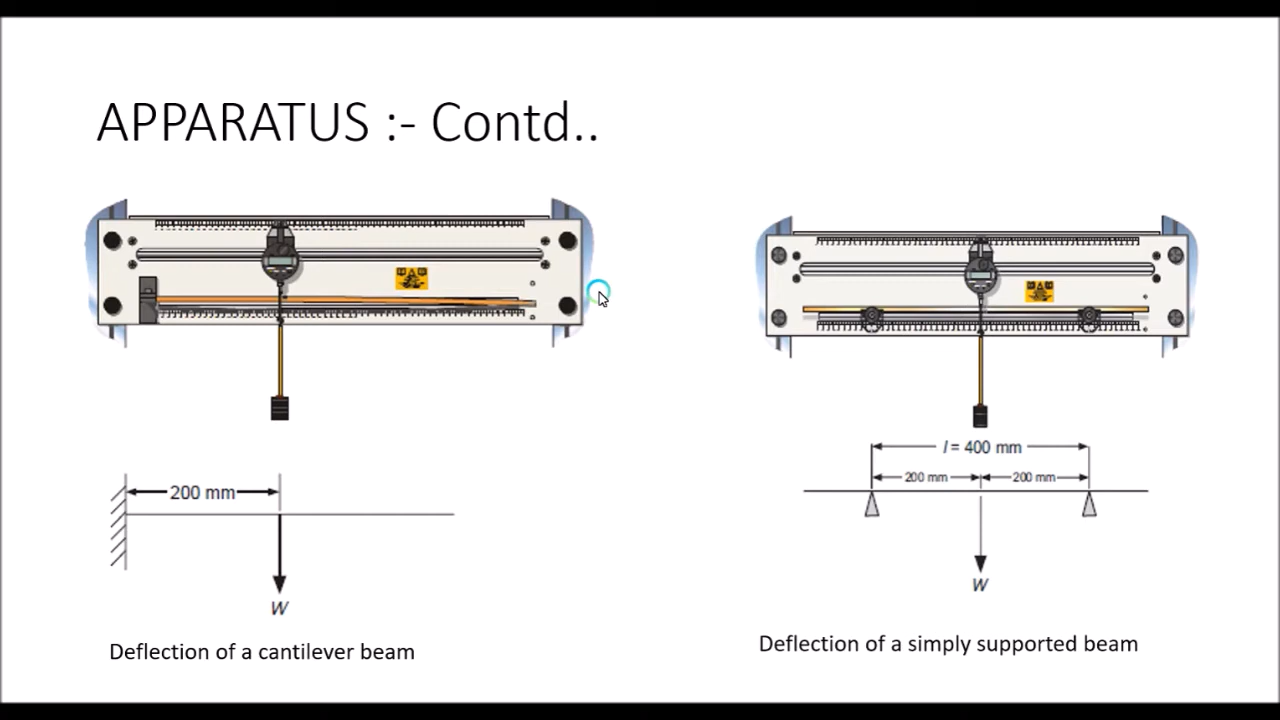 APPARATUS :- Contd..
200 mm
W
Deflection of a cantilever beam
l = 400 mm
200 mm 200 mm
W
Deflection of a simply supported beam